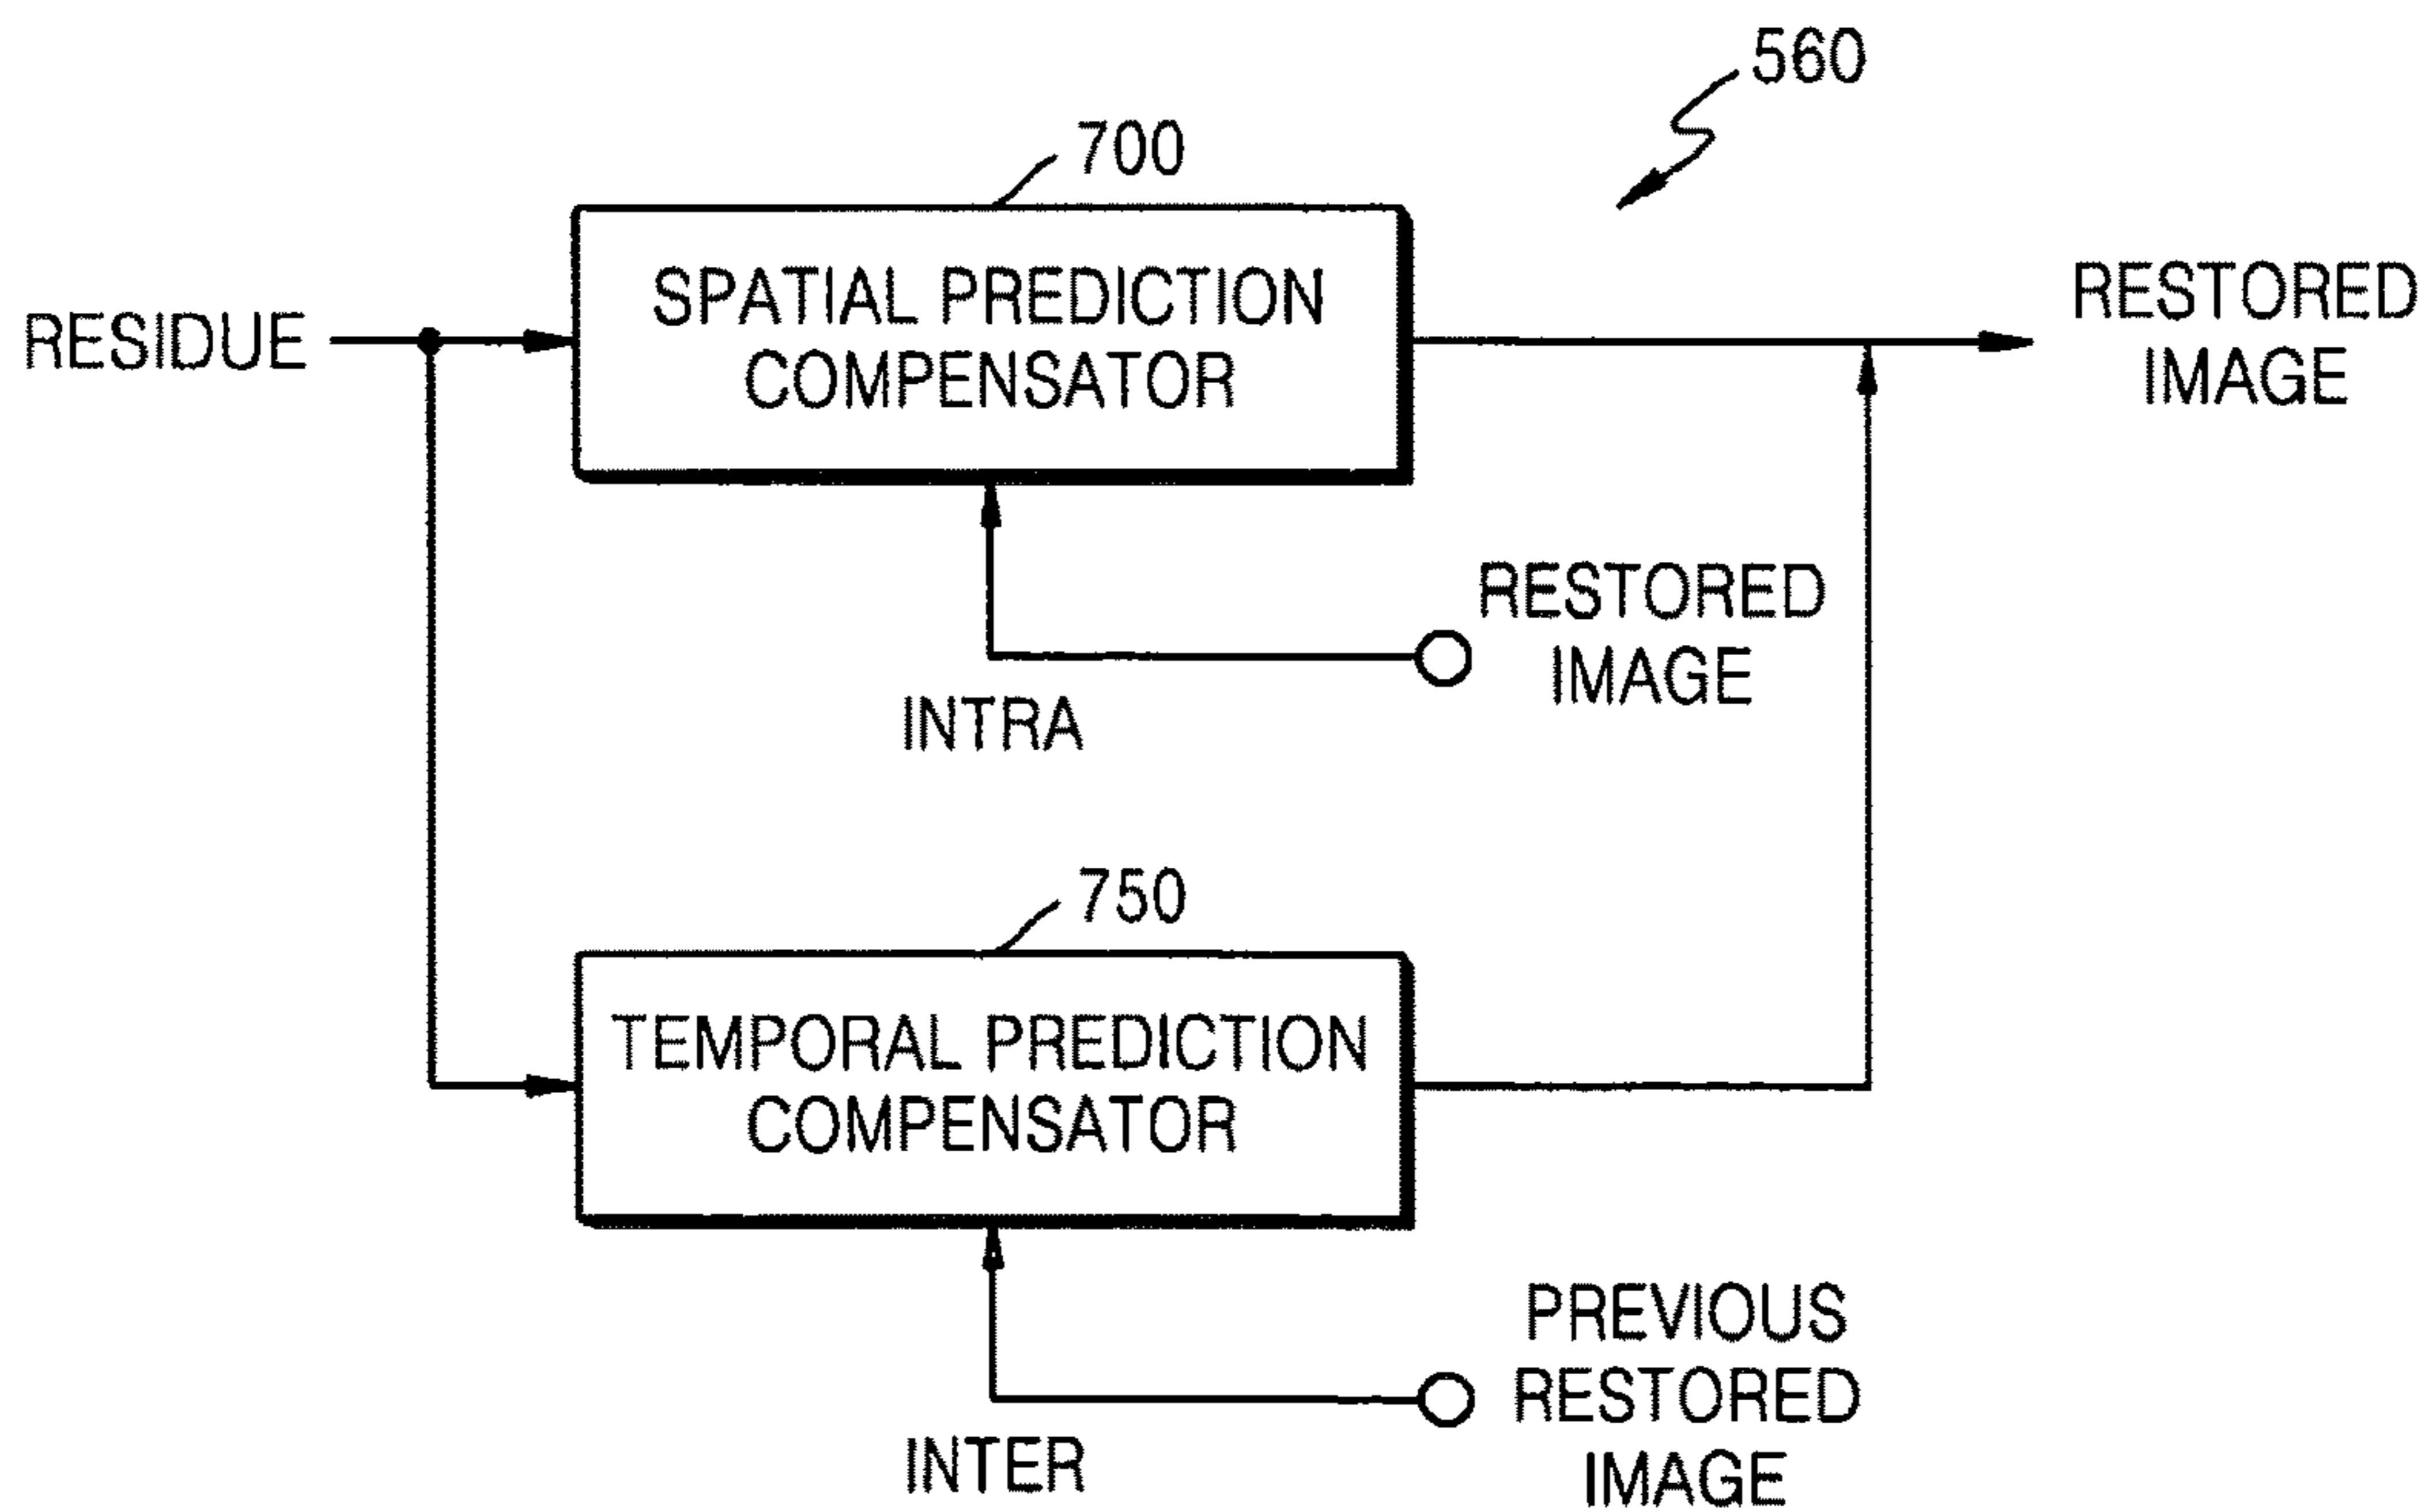 560
700
SPATIAL PREDICTION
COMPENSATOR
RESIDUE
RESTORED
IMAGE
RESTORED
IMAGE
INTRA
750
TEMPORAL PREDICTION
COMPENSATOR
PREVIOUS
RESTORED
IMAGE
INTER